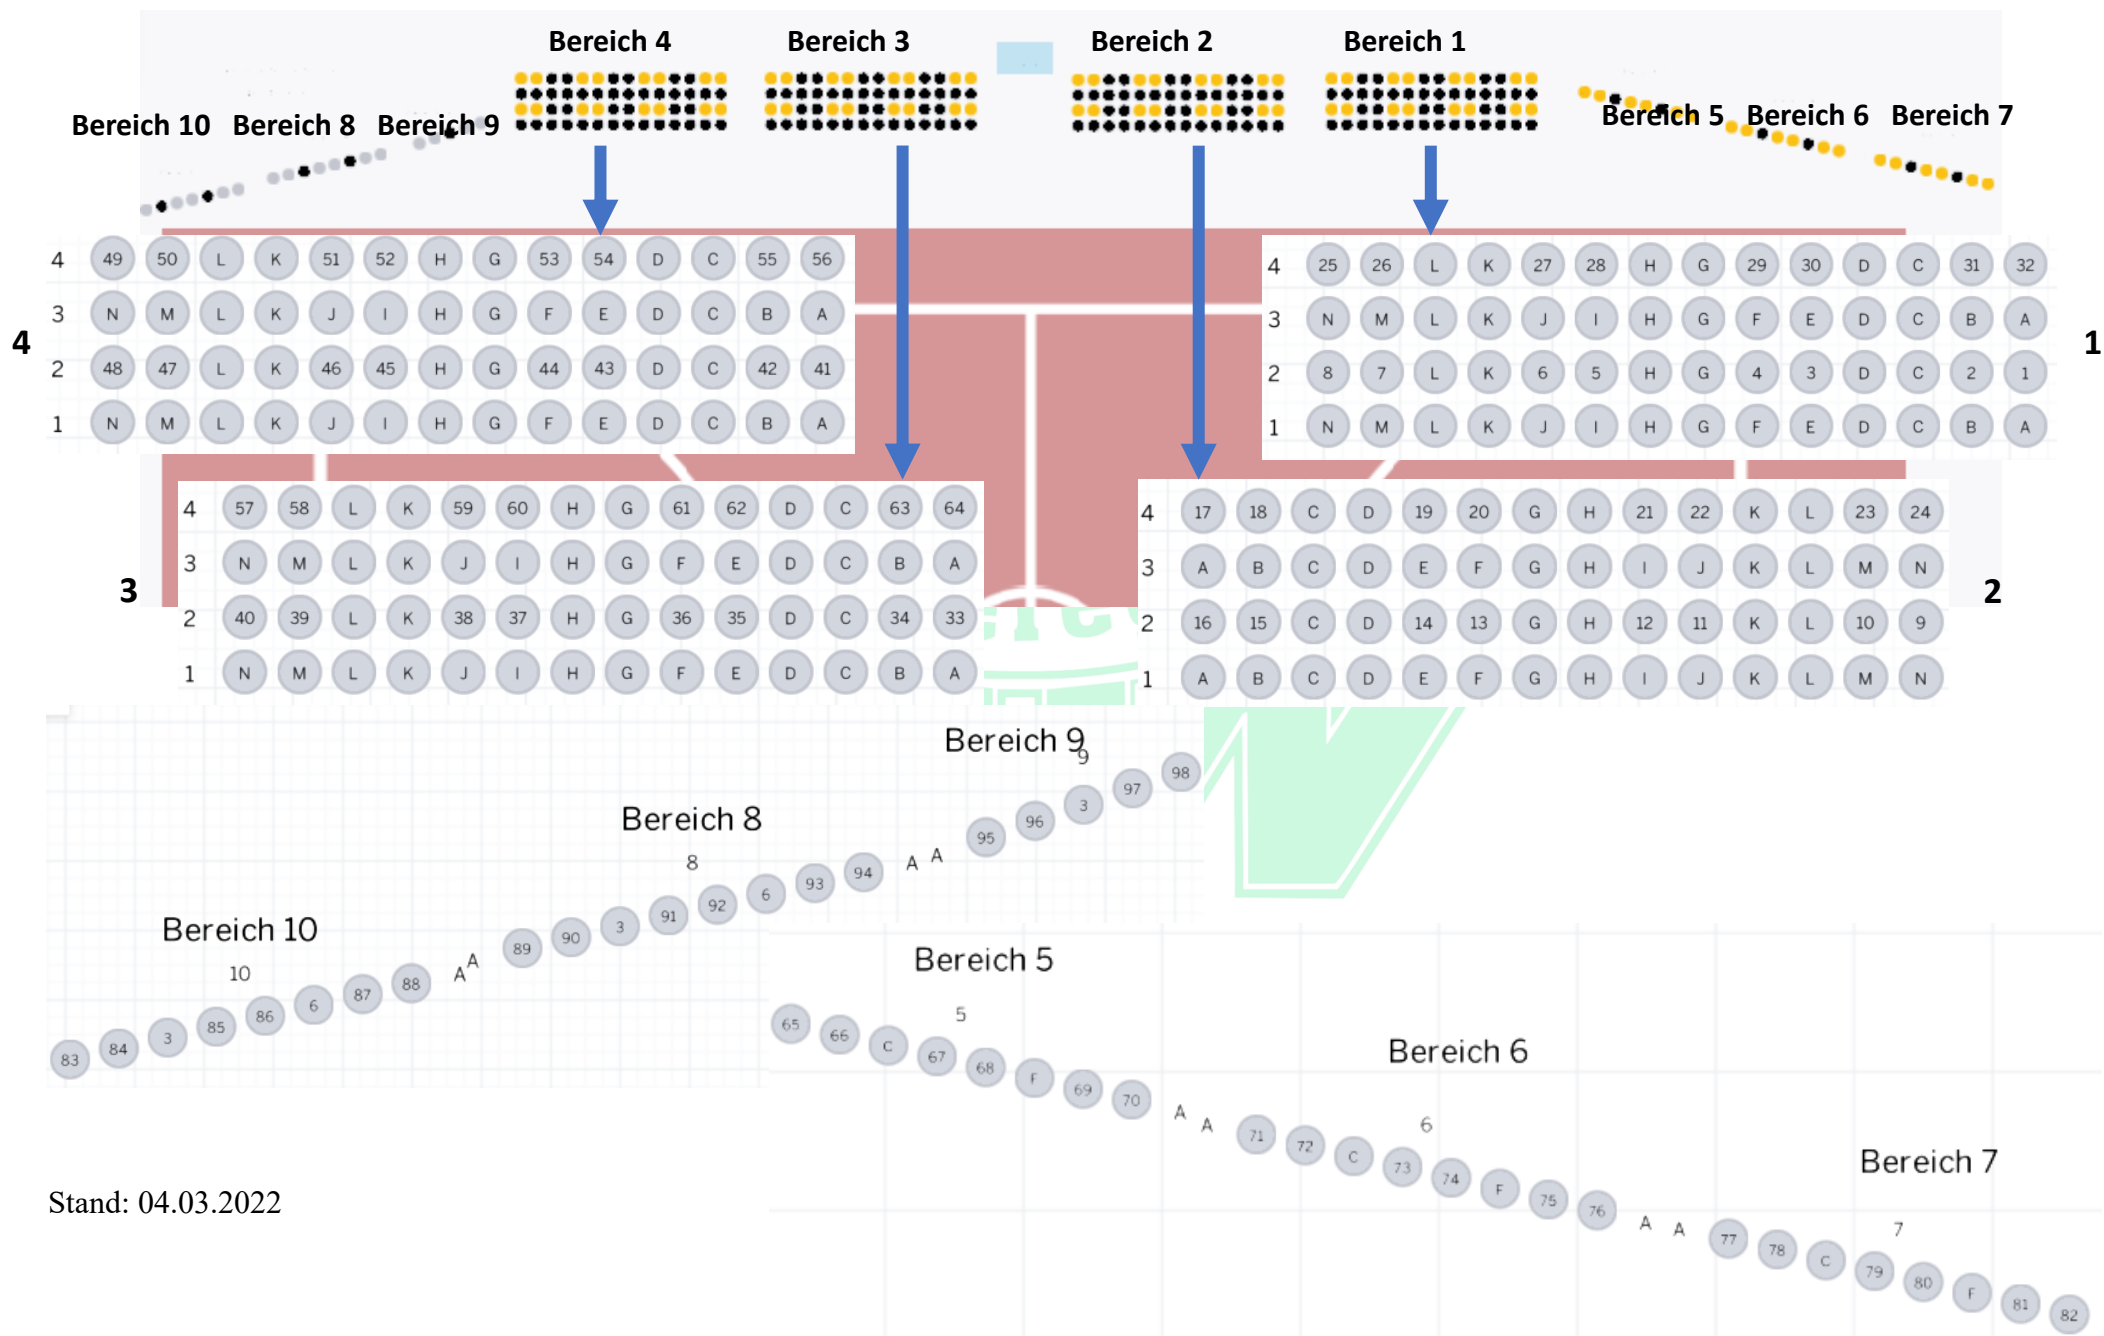 Bereich 4 Bereich 3 Bereich 2 Bereich 1
Bereich 10 Bereich 8 Bereich 9 Bereich 5 Bereich 6 Bereich 7
4 49 50 L K 51 52 H G 53 54 D C 55 56
3 N M L K J I H G F E D C B A
4
2 48 47 L K 46 45 H G 44 43 D C 42 41
1 N M L K J I H G F E D C B A
4 25 26 L K 27 28 H G 29 30 D C 31 32
3 N M L K J I H G F E D C B A
1
2 8 7 L K 6 5 H G 4 3 D C 2 1
1 N M L K J I H G F E D C B A
4 57 58 L K 59 60 H G 61 62 D C 63 64
3 N M L K J I H G F E D C B A
3
2 40 39 L K 38 37 H G 36 35 D C 34 33
1 N M L K J I H G F E D C B A
4 17 18 C D 19 20 G H 21 22 K L 23 24
3 A B C D E F G H I J K L M N
2
2 16 15 C D 14 13 G H 12 11 K L 10 9
1 A B C D E F G H I J K L M N
Bereich 9
9
95 96 3 97 98
Bereich 8
8
89 90 3 91 92 6 93 94 A A
Bereich 10
10
83 84 3 85 86 6 87 88 A A
Bereich 5
5
65 66 C 67 68 F 69 70 A A
Bereich 6
6
71 72 C 73 74 F 75 76 A A
Bereich 7
7
77 78 C 79 80 F 81 82
Stand: 04.03.2022